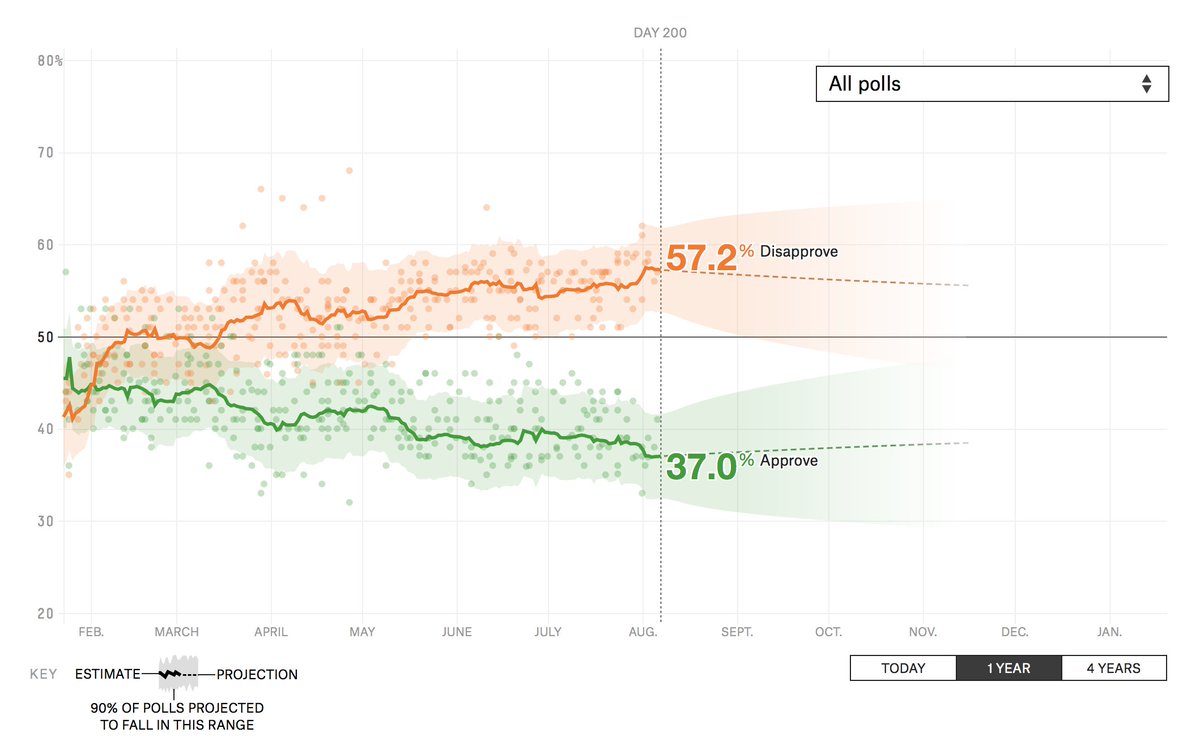 DAY 200
80%
All polls
70
60
57.2% Disapprove
50
40
37.0% Approve
30
20
FEB. MARCH APRIL MAY JUNE JULY AUG. SEPT. OCT. NOV. DEC. JAN.
KEY ESTIMATE PROJECTION
90% OF POLLS PROJECTED
TO FALL IN THIS RANGE
TODAY 1 YEAR 4 YEARS